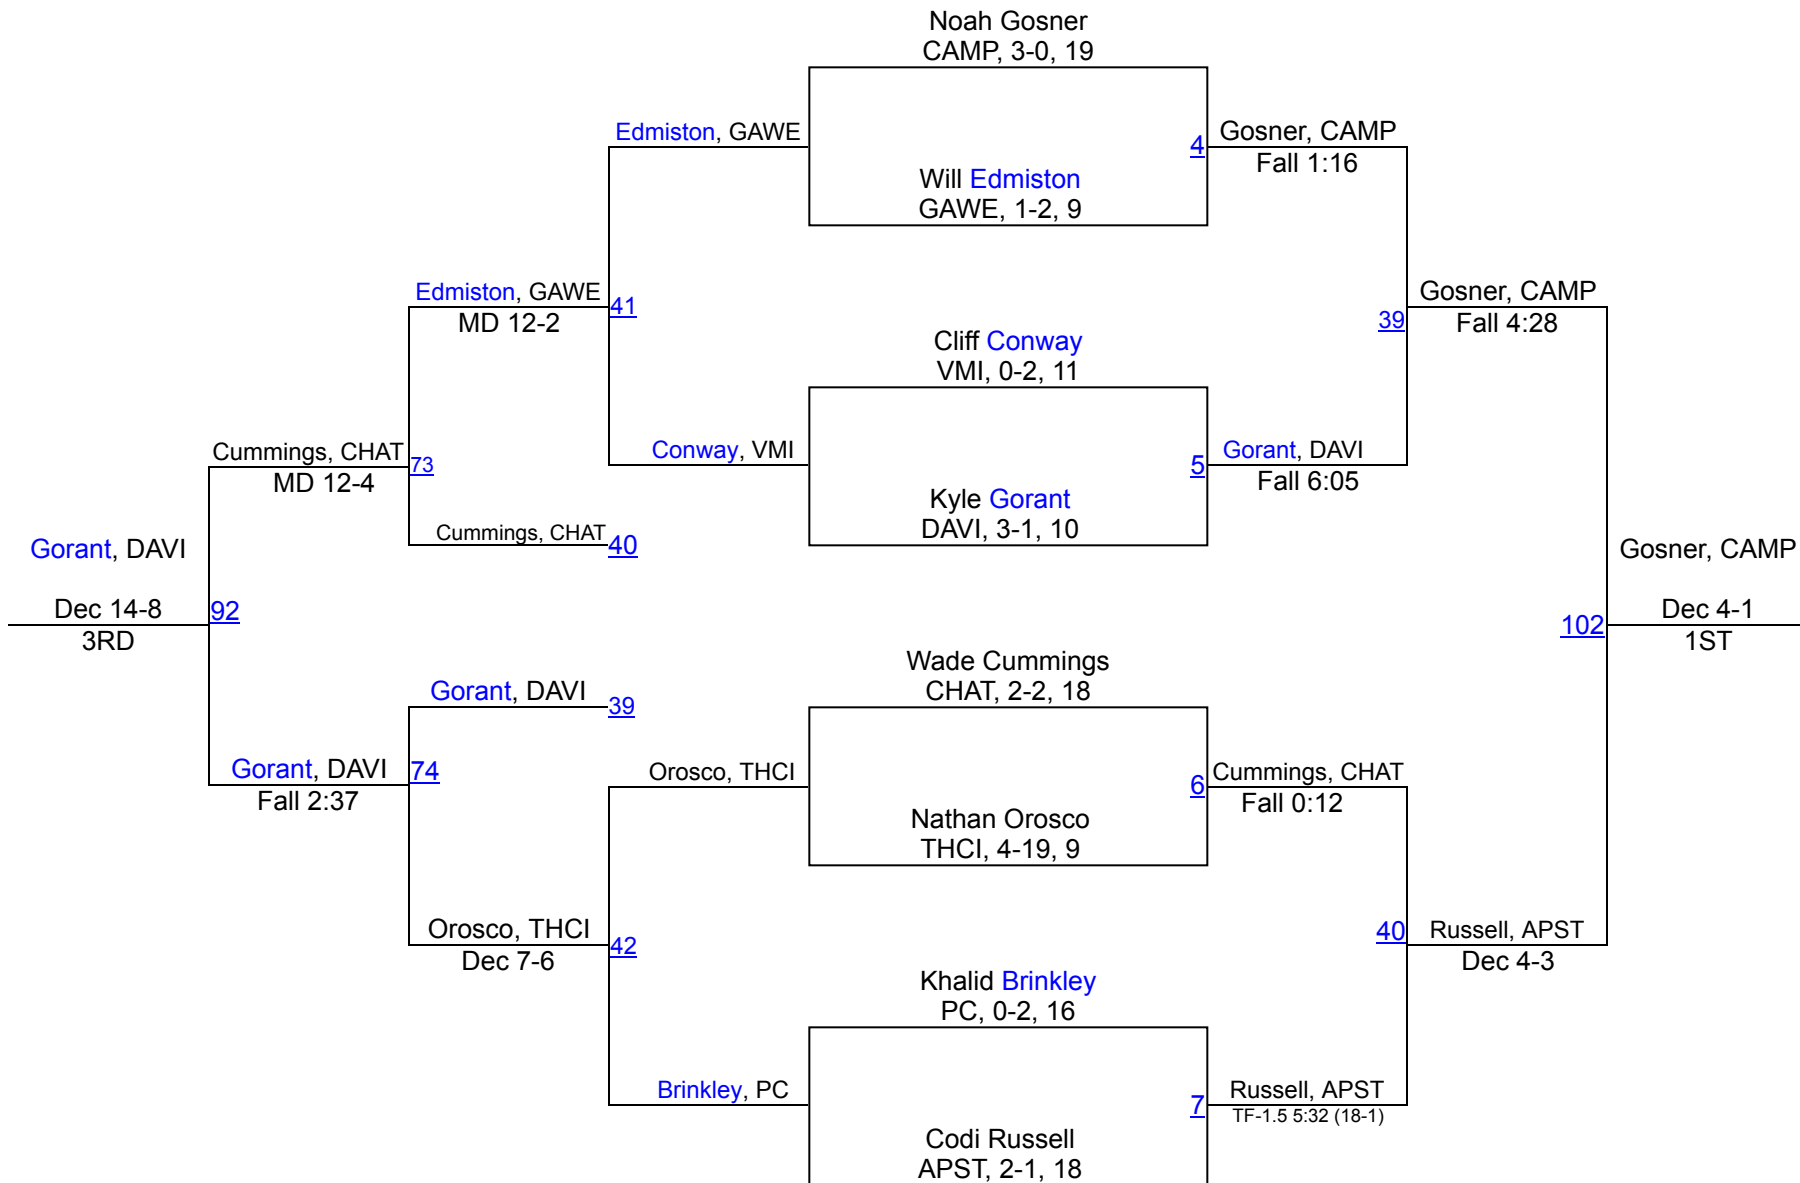 Noah Gosner
CAMP, 3-0, 19
Edmiston, GAWE
4
Gosner, CAMP
Fall 1:16
Will Edmiston
GAWE, 1-2, 9
Edmiston, GAWE
MD 12-2
41
Gosner, CAMP
Fall 4:28
39
Cliff Conway
VMI, 0-2, 11
Cummings, CHAT
MD 12-4
73
Conway, VMI
5
Gorant, DAVI
Fall 6:05
Kyle Gorant
DAVI, 3-1, 10
Cummings, CHAT
40
Gorant, DAVI
Dec 14-8
3RD
92
Gosner, CAMP
Dec 4-1
1ST
102
Wade Cummings
CHAT, 2-2, 18
Gorant, DAVI
39
Gorant, DAVI
Fall 2:37
74
Orosco, THCI
6
Cummings, CHAT
Fall 0:12
Nathan Orosco
THCI, 4-19, 9
Orosco, THCI
Dec 7-6
42
40
Russell, APST
Dec 4-3
Khalid Brinkley
PC, 0-2, 16
Brinkley, PC
7
Russell, APST
TF-1.5 5:32 (18-1)
Codi Russell
APST, 2-1, 18